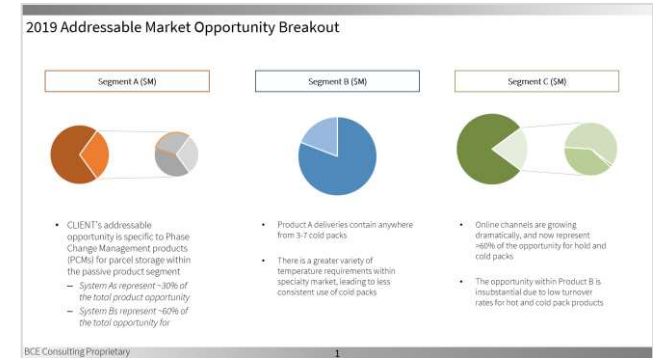 2019 Addressable Market Opportunity Breakout
Segment A ($M)
Segment B ($M)
Segment C ($M)
• CLIENT's addressable
opportunity is specific to Phase
Change Management products
(PCMs) for parcel storage within
the passive product segment
– System As represent ~30% of
the total product opportunity
– System Bs represent ~60% of
the total opportunity for
• Product A deliveries contain anywhere
from 3-7 cold packs
• There is a greater variety of
temperature requirements within
specialty market, leading to less
consistent use of cold packs
• Online channels are growing
dramatically, and now represent
>60% of the opportunity for hold and
cold packs
• The opportunity within Product B is
insubstantial due to low turnover
rates for hot and cold pack products
BCE Consulting Proprietary
1